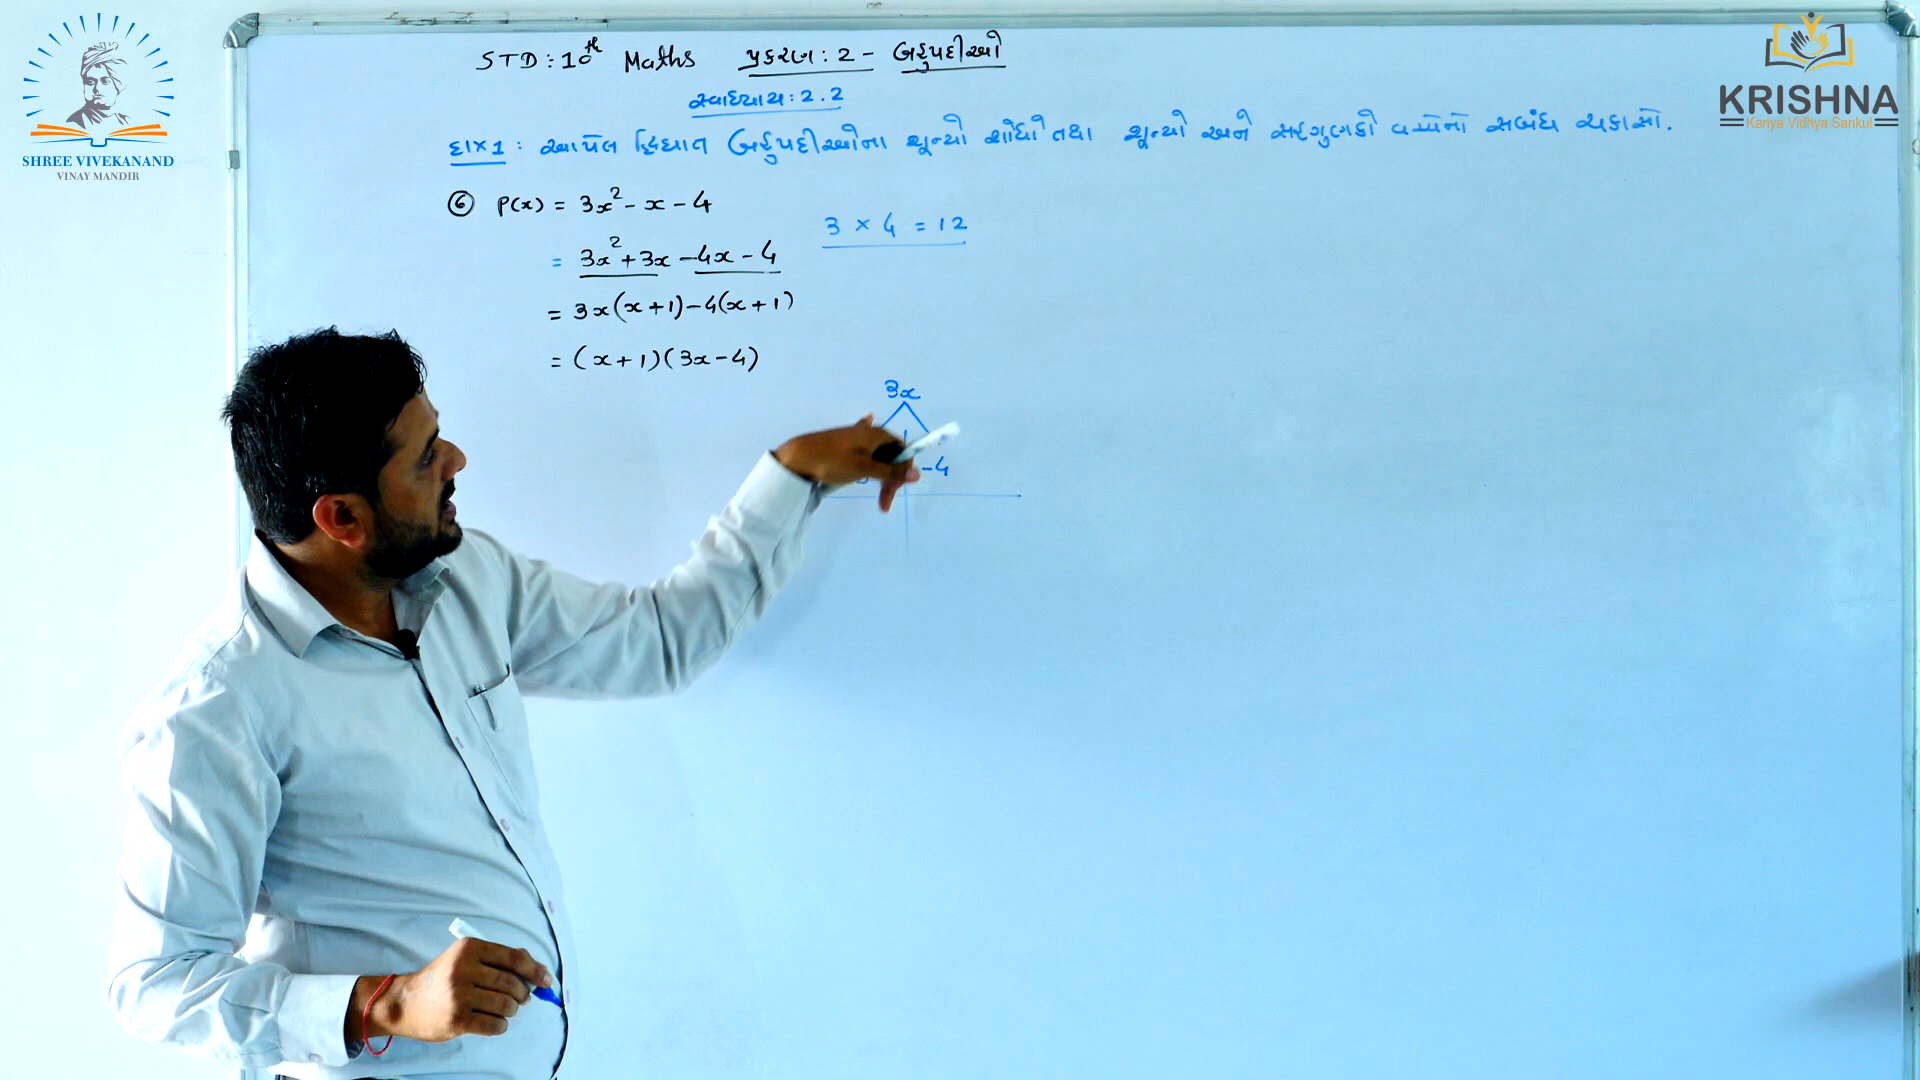 SHREE VIVEKANAND
VINAY MANDIR
KRISHNA
Kanya Vidhya Sankul
STD : 10th Maths પ્રકરણ : 2 - બહુપદીઓ
સ્વાધ્યાય : 2.2
દાખ 1 : આપેલ દ્વિઘાત બહુપદીઓના શૂન્યો શોધો તથા શૂન્યો અને સહગુણકો વચ્ચેનો સબંધ ચકાસો.
⑥ P(x) = 3x² - x - 4
3 × 4 = 12
= 3x² + 3x - 4x - 4
= 3x(x + 1) - 4(x + 1)
= (x + 1)(3x - 4)
3x
-4